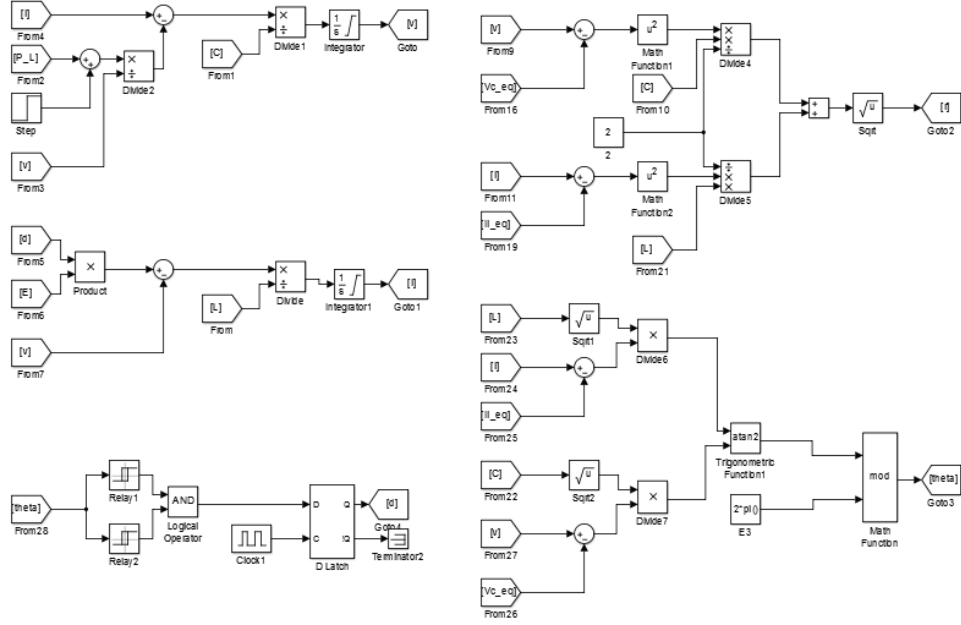 [I]
From4
[P_L]
From2
Step
[v]
From3
+
-
+
+
×
÷
Divide2
[C]
From1
×
÷
Divide1
1
s
Integrator
[v]
Goto
[d]
From5
[E]
From6
×
Product
[v]
From7
+
-
[L]
From
×
÷
Divide
1
s
Integrator1
[I]
Goto1
[theta]
From28
Relay1
Relay2
AND
Logical
Operator
Clock1
D
Q
C
!Q
D Latch
[d]
Goto4
Terminator2
[v]
From9
[Vc_eq]
From16
+
-
u²
Math
Function1
[C]
From10
×
×
÷
Divide4
2
2
[I]
From11
[Il_eq]
From19
+
-
u²
Math
Function2
[L]
From21
÷
×
×
Divide5
+
+
√u
Sqrt
[f]
Goto2
[L]
From23
√u
Sqrt1
[I]
From24
[Il_eq]
From25
+
-
×
Divide6
[C]
From22
√u
Sqrt2
[v]
From27
[Vc_eq]
From26
+
-
×
Divide7
atan2
Trigonometric
Function1
2*pi()
E3
mod
Math
Function
[theta]
Goto3